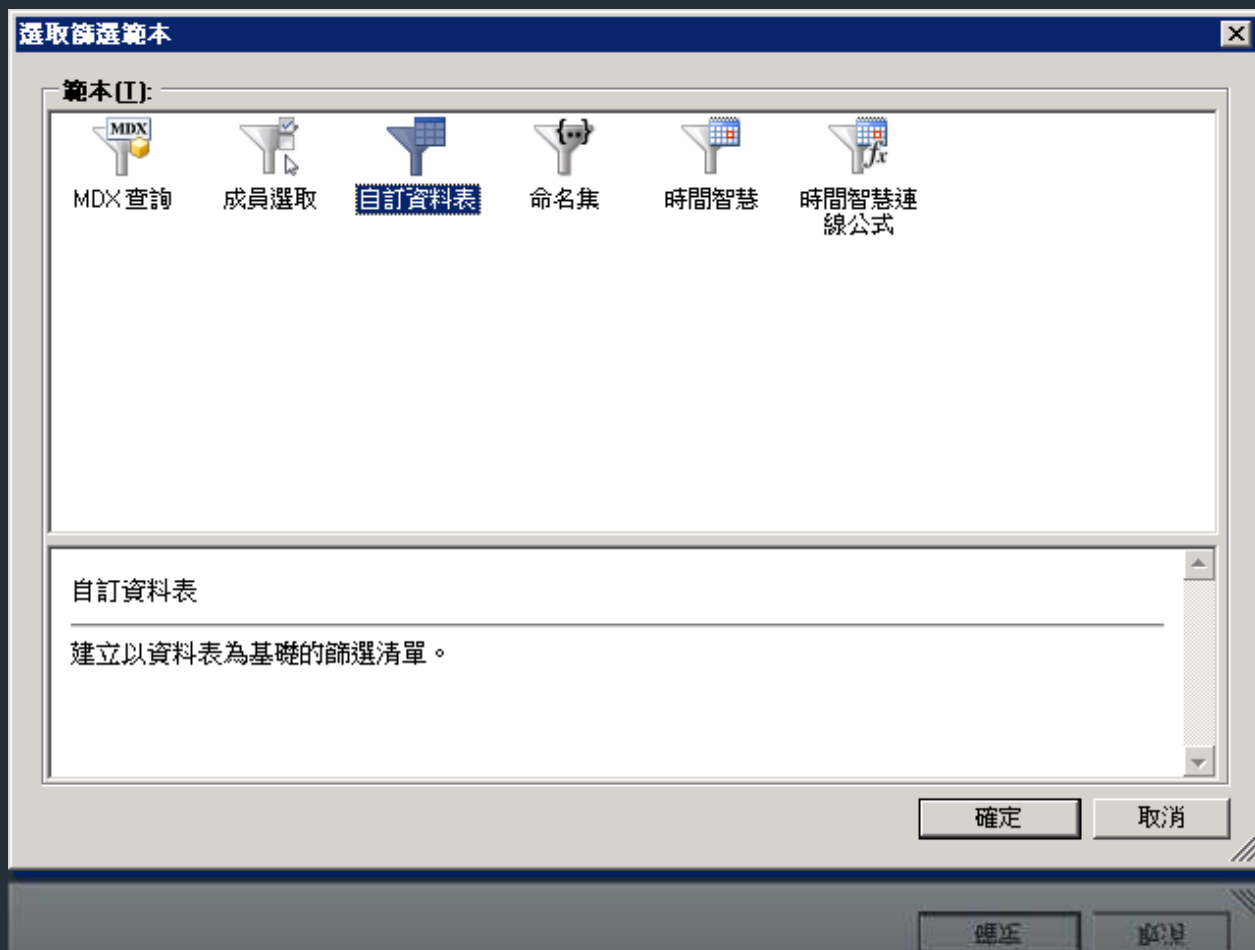 選取篩選範本
範本(T):
MDX
MDX 查詢
成員選取
自訂資料表
{••}
命名集
時間智慧
fx
時間智慧連
線公式
自訂資料表
建立以資料表為基礎的篩選清單。
確定
取消